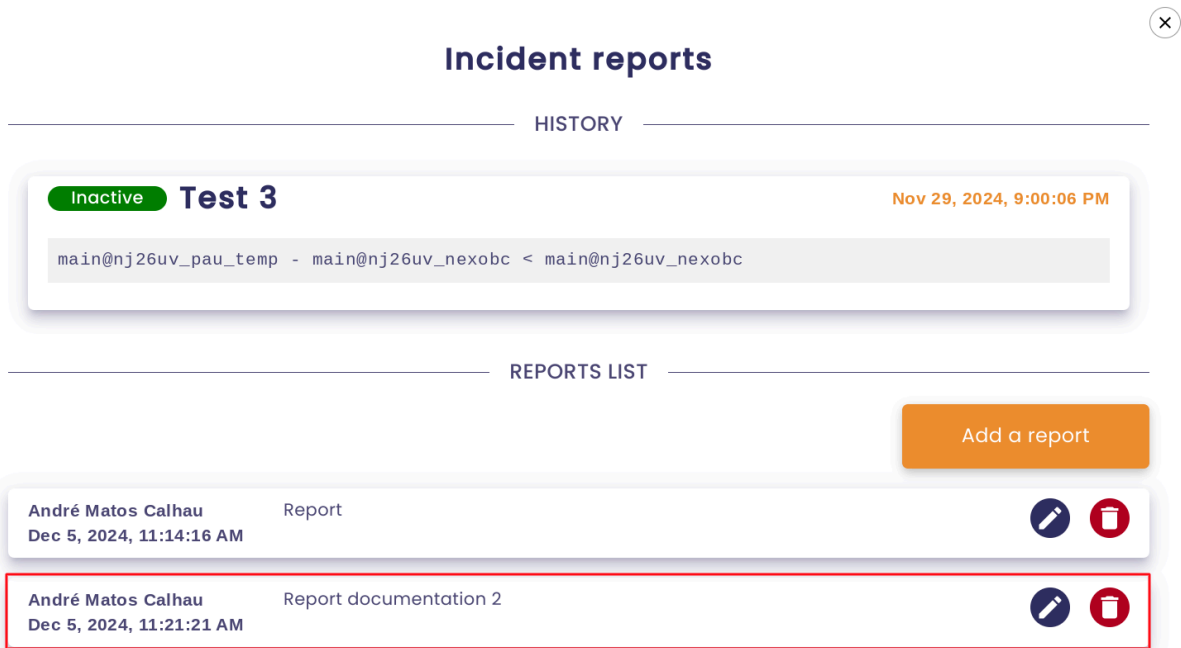 Incident reports
HISTORY
Inactive Test 3 Nov 29, 2024, 9:00:06 PM
main@nj26uv_pau_temp - main@nj26uv_nexobc < main@nj26uv_nexobc
REPORTS LIST
Add a report
André Matos Calhau Report
Dec 5, 2024, 11:14:16 AM
André Matos Calhau Report documentation 2
Dec 5, 2024, 11:21:21 AM